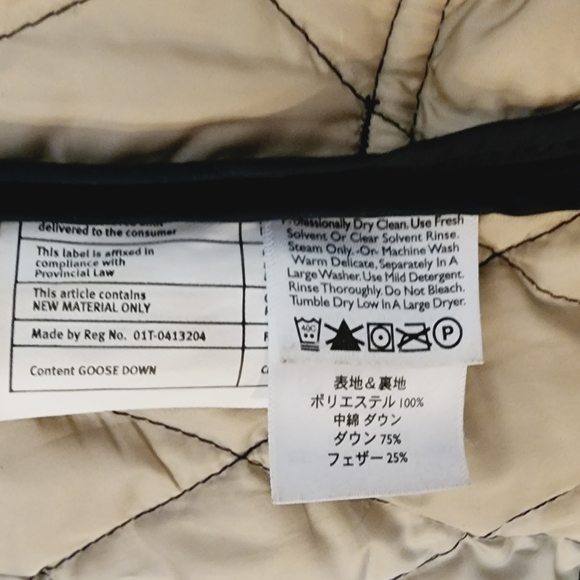 delivered to the consumer
This label is affixed in
compliance with
Provincial Law
This article contains
NEW MATERIAL ONLY
Made by Reg No. 01T-0413204
Content GOOSE DOWN
Professionally Dry Clean. Use Fresh
Solvent Or Clear Solvent Rinse.
Steam Only. -Or- Machine Wash
Warm Delicate, Separately In A
Large Washer. Use Mild Detergent.
Rinse Thoroughly. Do Not Bleach.
Tumble Dry Low In A Large Dryer.
40C
P
表地&裏地
ポリエステル 100%
中綿 ダウン
ダウン 75%
フェザー 25%